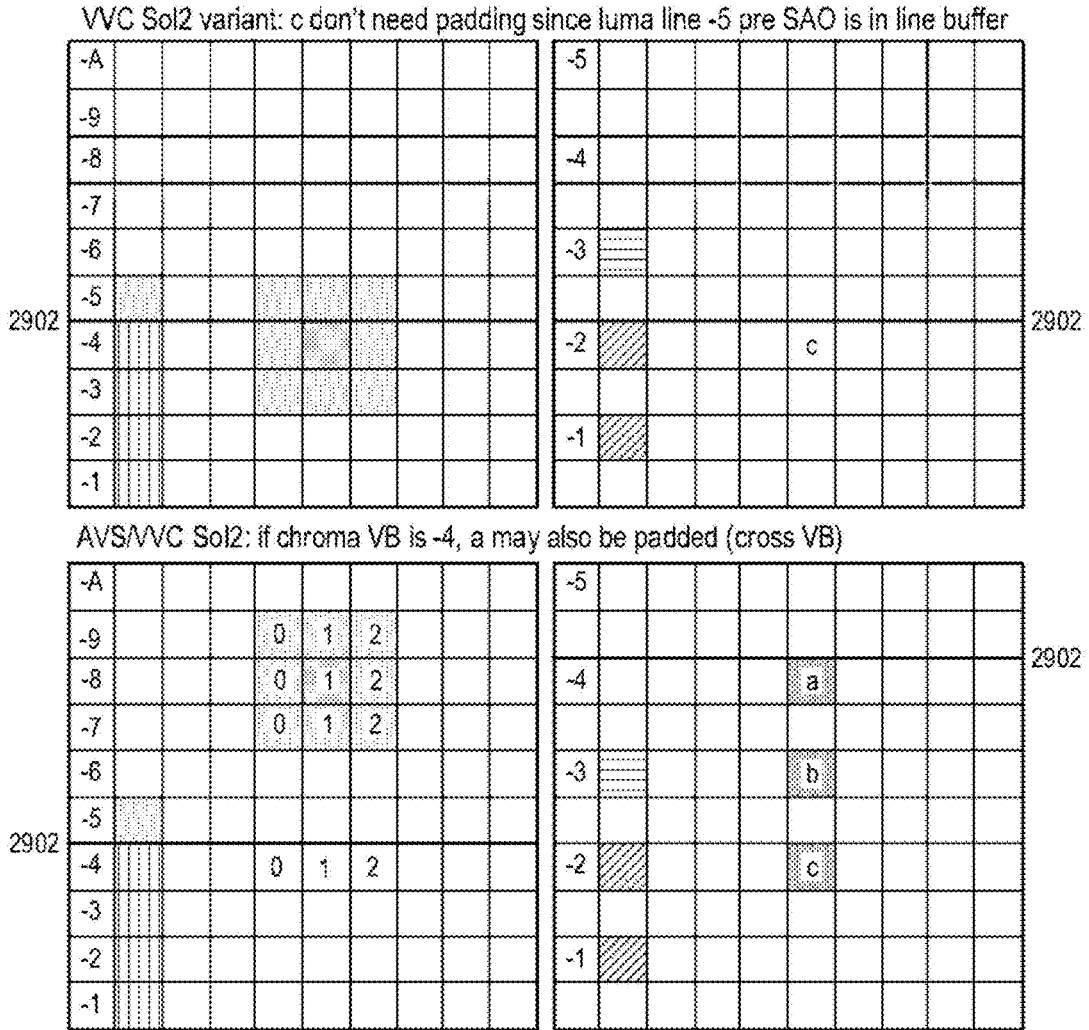 VVC Sol2 variant: c don't need padding since luma line -5 pre SAO is in line buffer
-A -5
-9
-8 -4
-7
-6 -3
-5
2902 2902
-4 -2 c
-3
-2 -1
-1
AVS/VVC Sol2: if chroma VB is -4, a may also be padded (cross VB)
-A -5
-9 0 1 2
2902
-8 0 1 2 -4 a
-7 0 1 2
-6 -3 b
-5
2902
-4 0 1 2 -2 c
-3
-2 -1
-1